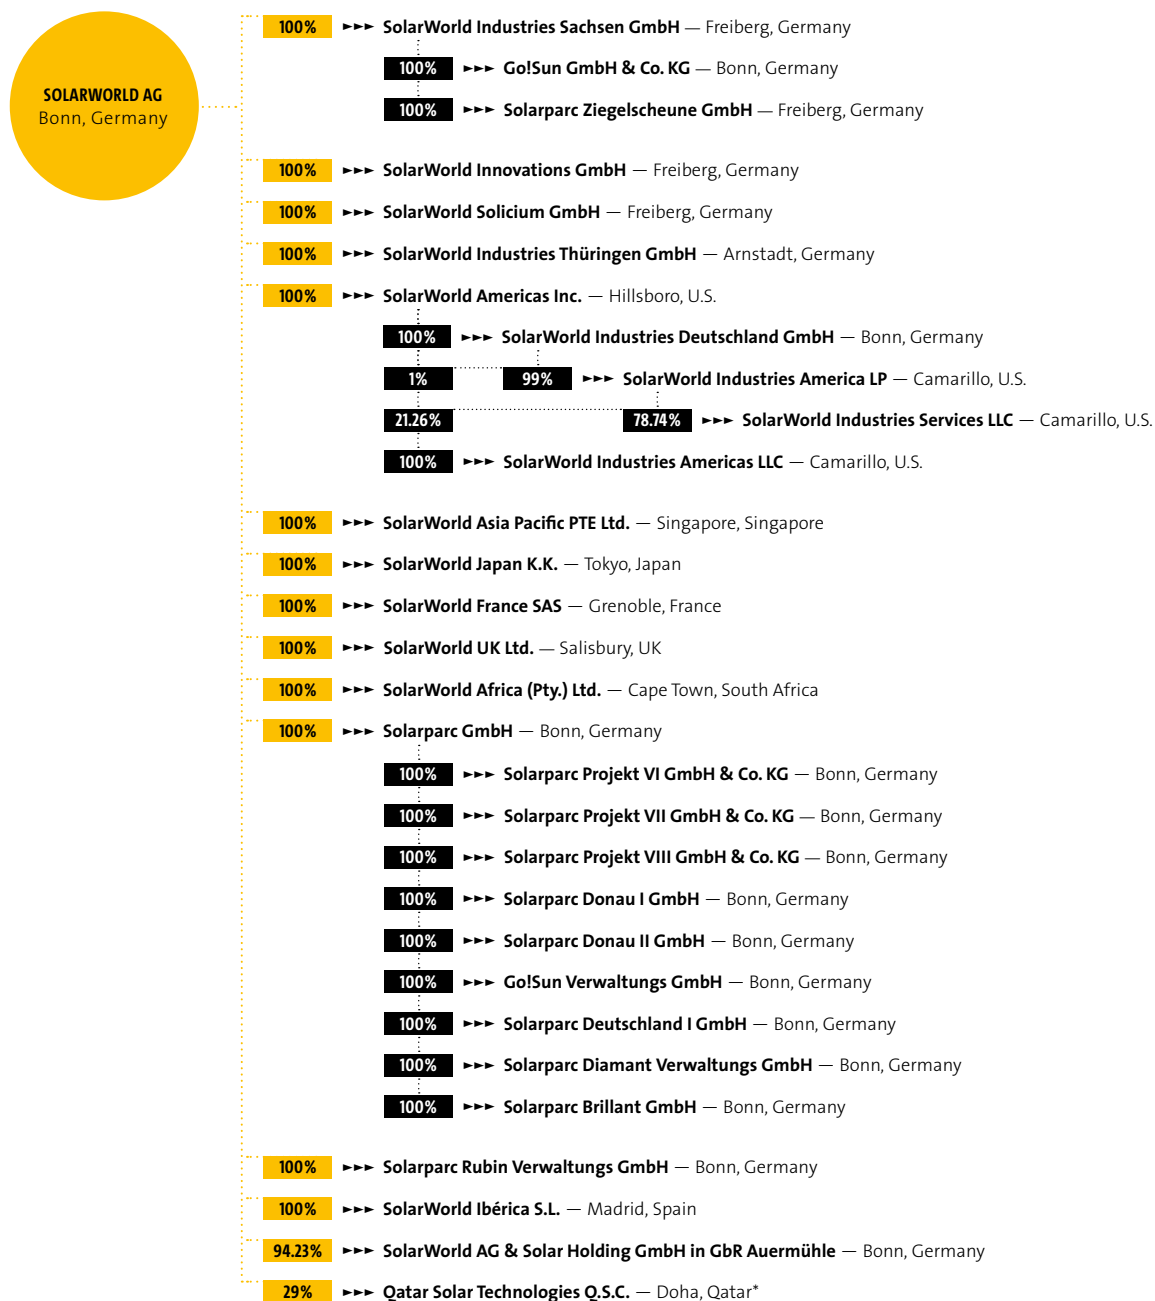 SOLARWORLD AG
Bonn, Germany
100% ►►► SolarWorld Industries Sachsen GmbH — Freiberg, Germany
100% ►►► Go!Sun GmbH & Co. KG — Bonn, Germany
100% ►►► Solarparc Ziegelscheune GmbH — Freiberg, Germany
100% ►►► SolarWorld Innovations GmbH — Freiberg, Germany
100% ►►► SolarWorld Solicium GmbH — Freiberg, Germany
100% ►►► SolarWorld Industries Thüringen GmbH — Arnstadt, Germany
100% ►►► SolarWorld Americas Inc. — Hillsboro, U.S.
100% ►►► SolarWorld Industries Deutschland GmbH — Bonn, Germany
1% 99% ►►► SolarWorld Industries America LP — Camarillo, U.S.
21.26% 78.74% ►►► SolarWorld Industries Services LLC — Camarillo, U.S.
100% ►►► SolarWorld Industries Americas LLC — Camarillo, U.S.
100% ►►► SolarWorld Asia Pacific PTE Ltd. — Singapore, Singapore
100% ►►► SolarWorld Japan K.K. — Tokyo, Japan
100% ►►► SolarWorld France SAS — Grenoble, France
100% ►►► SolarWorld UK Ltd. — Salisbury, UK
100% ►►► SolarWorld Africa (Pty.) Ltd. — Cape Town, South Africa
100% ►►► Solarparc GmbH — Bonn, Germany
100% ►►► Solarparc Projekt VI GmbH & Co. KG — Bonn, Germany
100% ►►► Solarparc Projekt VII GmbH & Co. KG — Bonn, Germany
100% ►►► Solarparc Projekt VIII GmbH & Co. KG — Bonn, Germany
100% ►►► Solarparc Donau I GmbH — Bonn, Germany
100% ►►► Solarparc Donau II GmbH — Bonn, Germany
100% ►►► Go!Sun Verwaltungs GmbH — Bonn, Germany
100% ►►► Solarparc Deutschland I GmbH — Bonn, Germany
100% ►►► Solarparc Diamant Verwaltungs GmbH — Bonn, Germany
100% ►►► Solarparc Brillant GmbH — Bonn, Germany
100% ►►► Solarparc Rubin Verwaltungs GmbH — Bonn, Germany
100% ►►► SolarWorld Ibérica S.L. — Madrid, Spain
94.23% ►►► SolarWorld AG & Solar Holding GmbH in GbR Auermühle — Bonn, Germany
29% ►►► Qatar Solar Technologies Q.S.C. — Doha, Qatar*